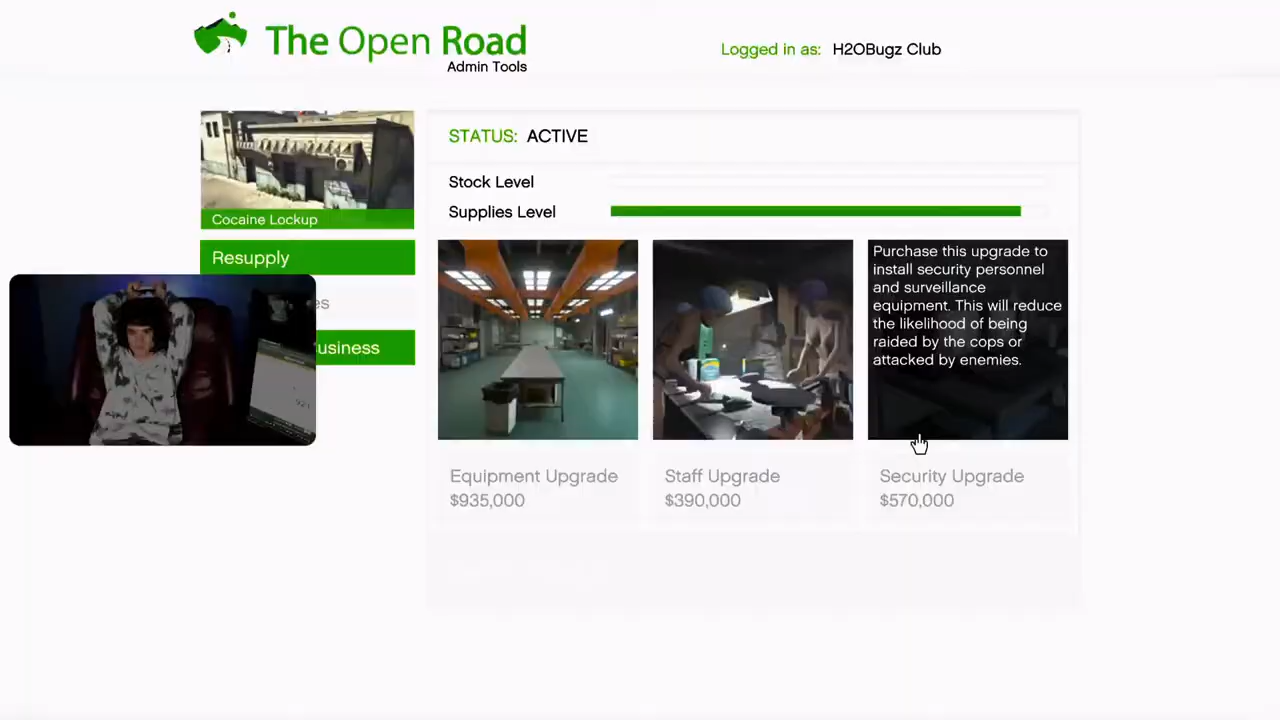 The Open Road
Admin Tools
Logged in as: H2OBugz Club
Cocaine Lockup
Resupply
es
usiness
STATUS: ACTIVE
Stock Level
Supplies Level
Purchase this upgrade to
install security personnel
and surveillance
equipment. This will reduce
the likelihood of being
raided by the cops or
attacked by enemies.
Equipment Upgrade
$935,000
Staff Upgrade
$390,000
Security Upgrade
$570,000